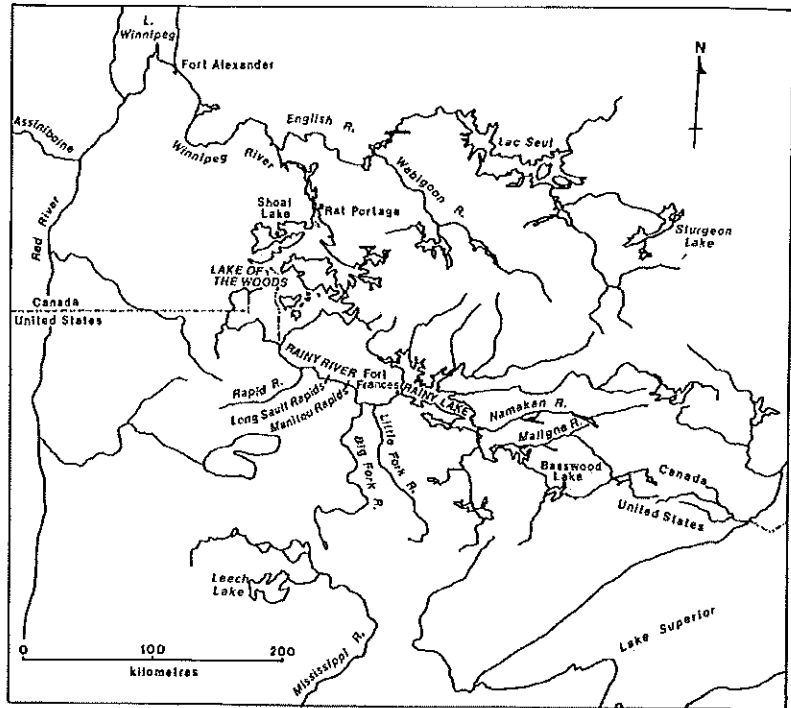 L.
Winnipeg
Fort Alexander
N
Assiniboine
English R.
Winnipeg
River
Lac Seul
Wabigoon
R.
Red River
Shoal
Lake
Rat Portage
Sturgeon
Lake
LAKE OF
THE WOODS
Canada
United States
RAINY RIVER
Fort
Frances
RAINY LAKE
Rapid R.
Long Sault Rapids
Manitou Rapids
Namakan R.
Maligne R.
Big Fork R.
Little Fork R.
Basswood
Lake
Canada
United
States
Leech
Lake
Mississippi R.
Lake Superior
0 100 200
kilometres